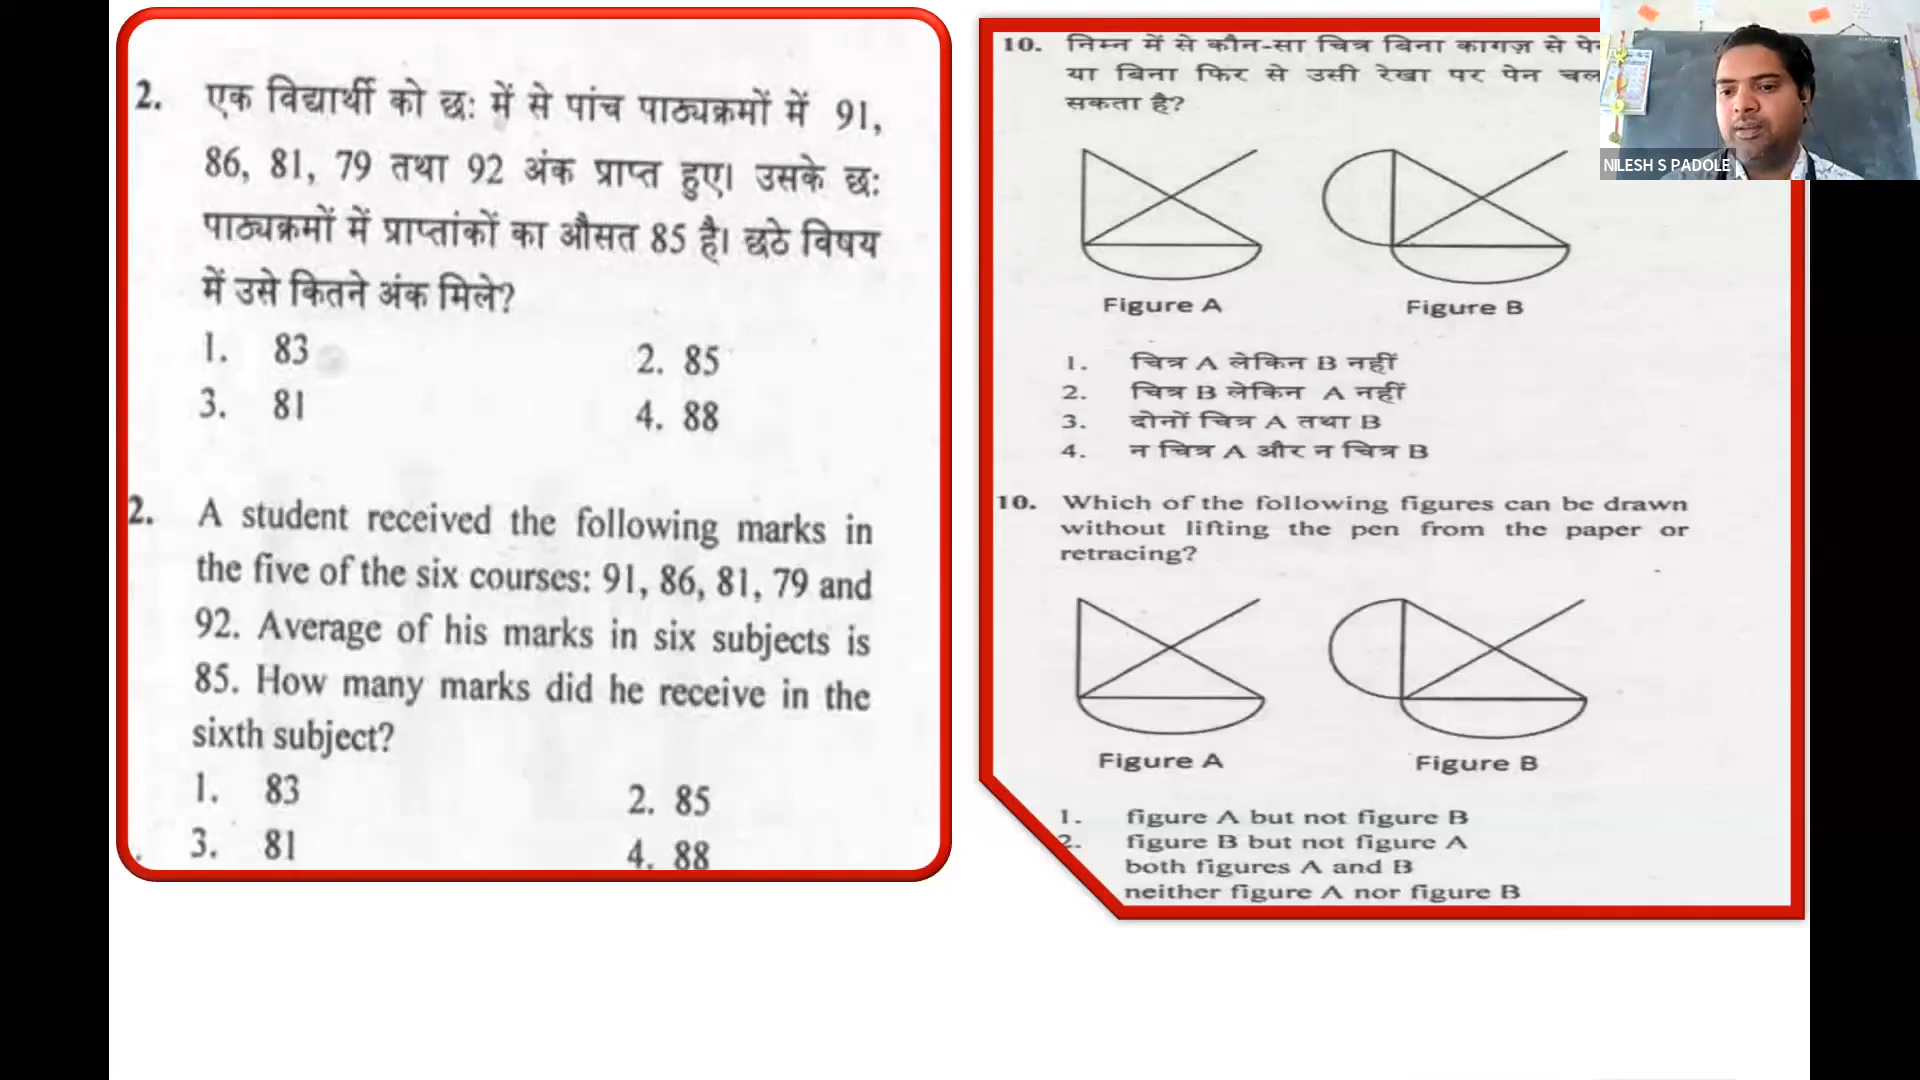 2. एक विद्यार्थी को छः में से पांच पाठ्यक्रमों में 91,
86, 81, 79 तथा 92 अंक प्राप्त हुए। उसके छः
पाठ्यक्रमों में प्राप्तांकों का औसत 85 है। छठे विषय
में उसे कितने अंक मिले?
1. 83 2. 85
3. 81 4. 88
2. A student received the following marks in
the five of the six courses: 91, 86, 81, 79 and
92. Average of his marks in six subjects is
85. How many marks did he receive in the
sixth subject?
1. 83 2. 85
3. 81 4. 88
10. निम्न में से कौन-सा चित्र बिना कागज़ से
या बिना फिर से उसी रेखा पर पेन
सकता है?
Figure A Figure B
1. चित्र A लेकिन B नहीं
2. चित्र B लेकिन A नहीं
3. दोनों चित्र A तथा B
4. न चित्र A और न चित्र B
10. Which of the following figures can be drawn
without lifting the pen from the paper or
retracing?
Figure A Figure B
1. figure A but not figure B
2. figure B but not figure A
both figures A and B
neither figure A nor figure B
NILESH S PADOLE